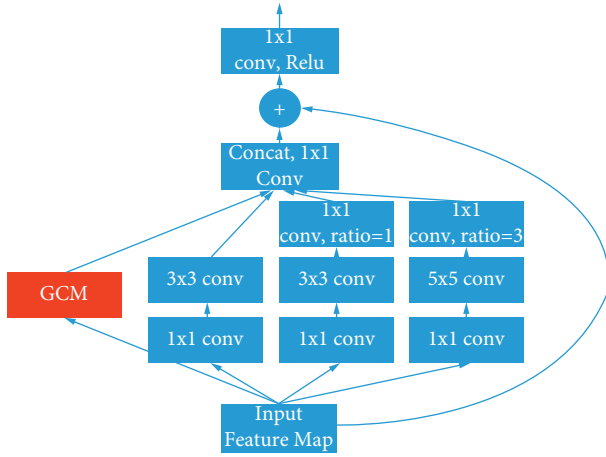 1x1
conv, Relu
+
Concat, 1x1
Conv
1x1
conv, ratio=1
1x1
conv, ratio=3
3x3 conv
3x3 conv
5x5 conv
GCM
1x1 conv
1x1 conv
1x1 conv
Input
Feature Map